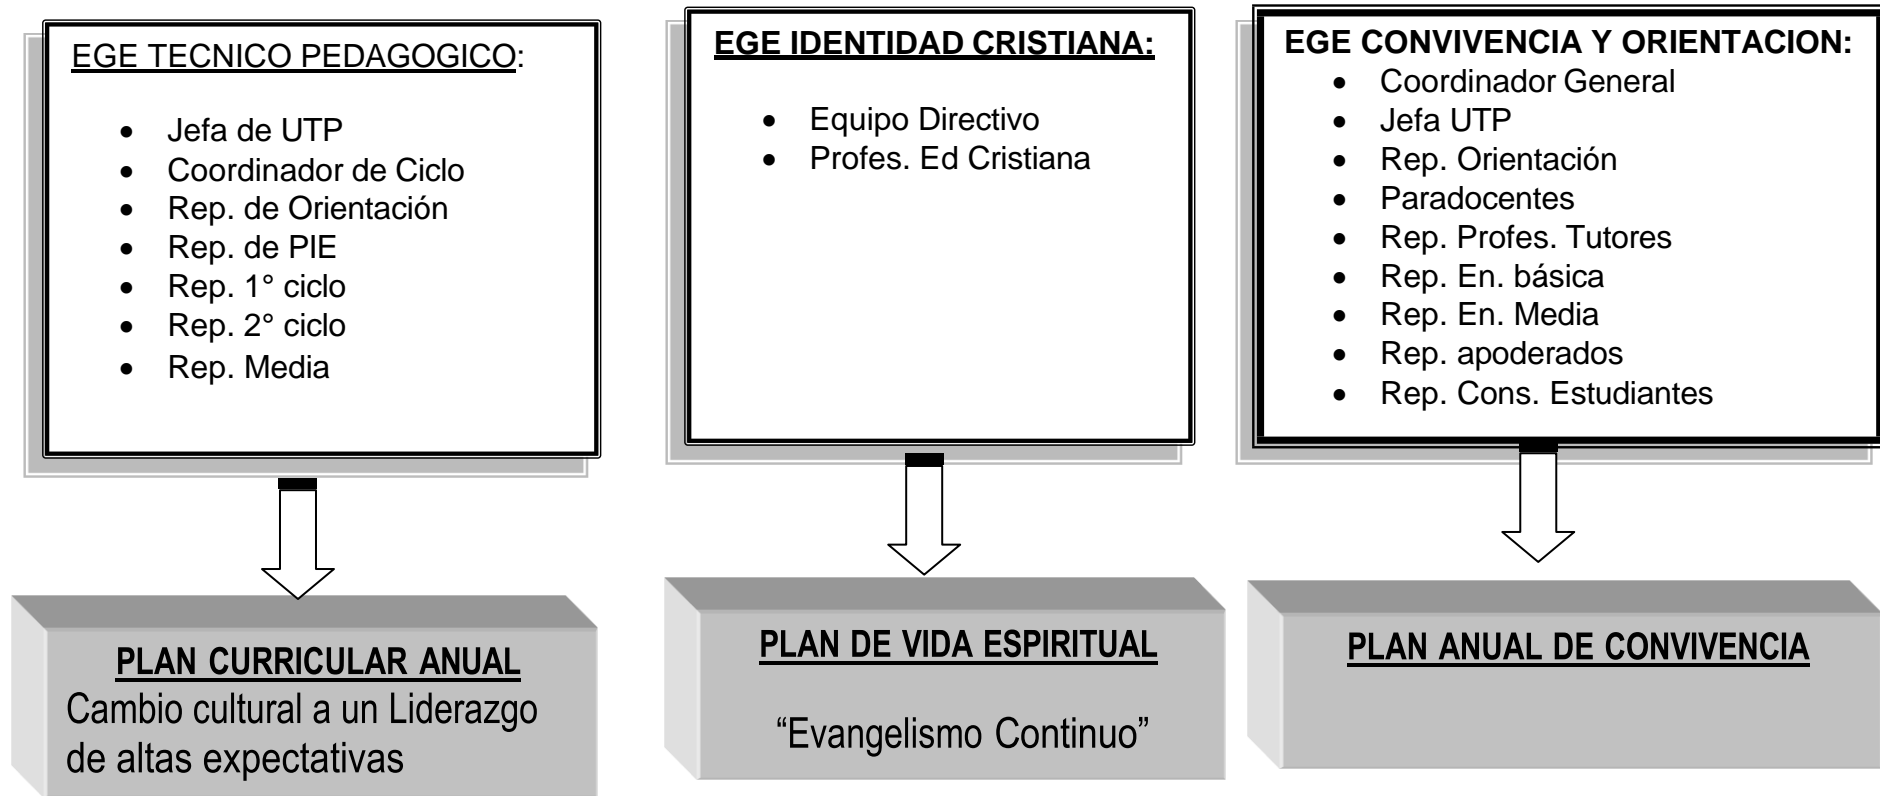 EGE TECNICO PEDAGOGICO:
• Jefa de UTP
• Coordinador de Ciclo
• Rep. de Orientación
• Rep. de PIE
• Rep. 1° ciclo
• Rep. 2° ciclo
• Rep. Media
PLAN CURRICULAR ANUAL
Cambio cultural a un Liderazgo
de altas expectativas
EGE IDENTIDAD CRISTIANA:
• Equipo Directivo
• Profes. Ed Cristiana
PLAN DE VIDA ESPIRITUAL
“Evangelismo Continuo”
EGE CONVIVENCIA Y ORIENTACION:
• Coordinador General
• Jefa UTP
• Rep. Orientación
• Paradocentes
• Rep. Profes. Tutores
• Rep. En. básica
• Rep. En. Media
• Rep. apoderados
• Rep. Cons. Estudiantes
PLAN ANUAL DE CONVIVENCIA